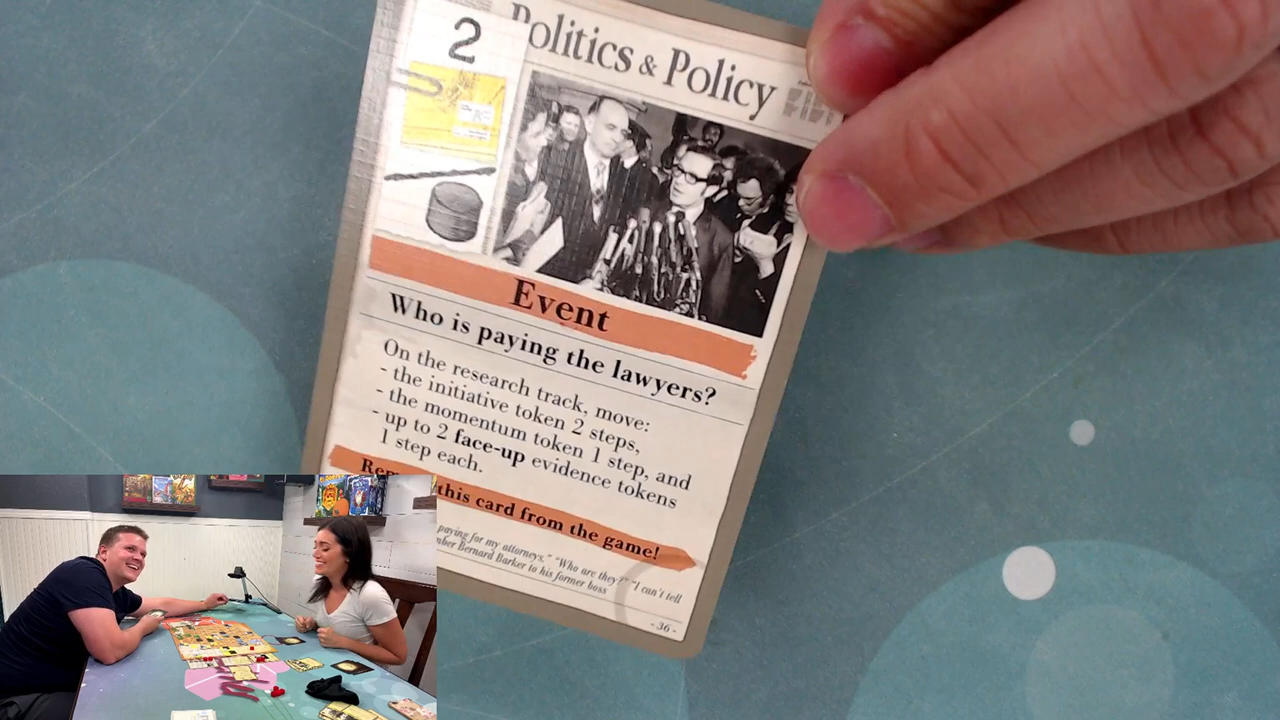 2
Politics & Policy
Event
Who is paying the lawyers?
On the research track, move:
- the initiative token 2 steps,
- the momentum token 1 step, and
- up to 2 face-up evidence tokens
1 step each.
this card from the game!
paying for my attorneys." "Who are they?" "I can't tell
Bernard Barker to his former boss
- 36 -